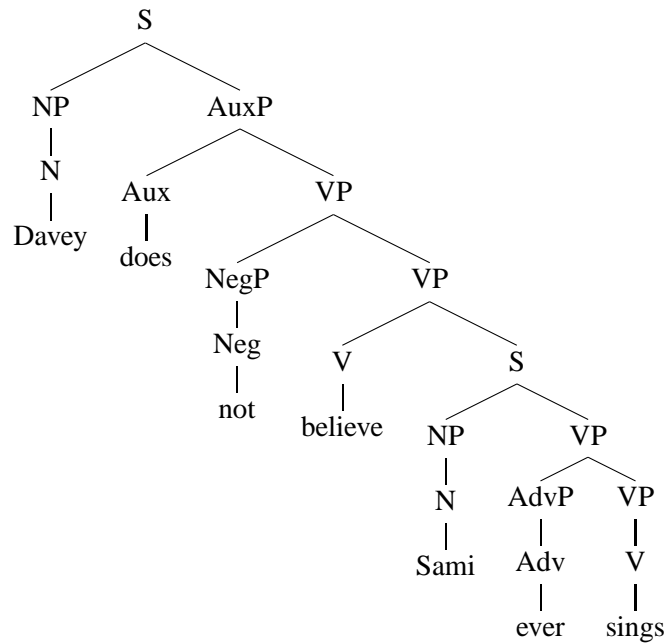 S
NP AuxP
N Aux VP
Davey does
NegP VP
Neg V S
not believe
NP VP
N AdvP VP
Sami Adv V
ever sings